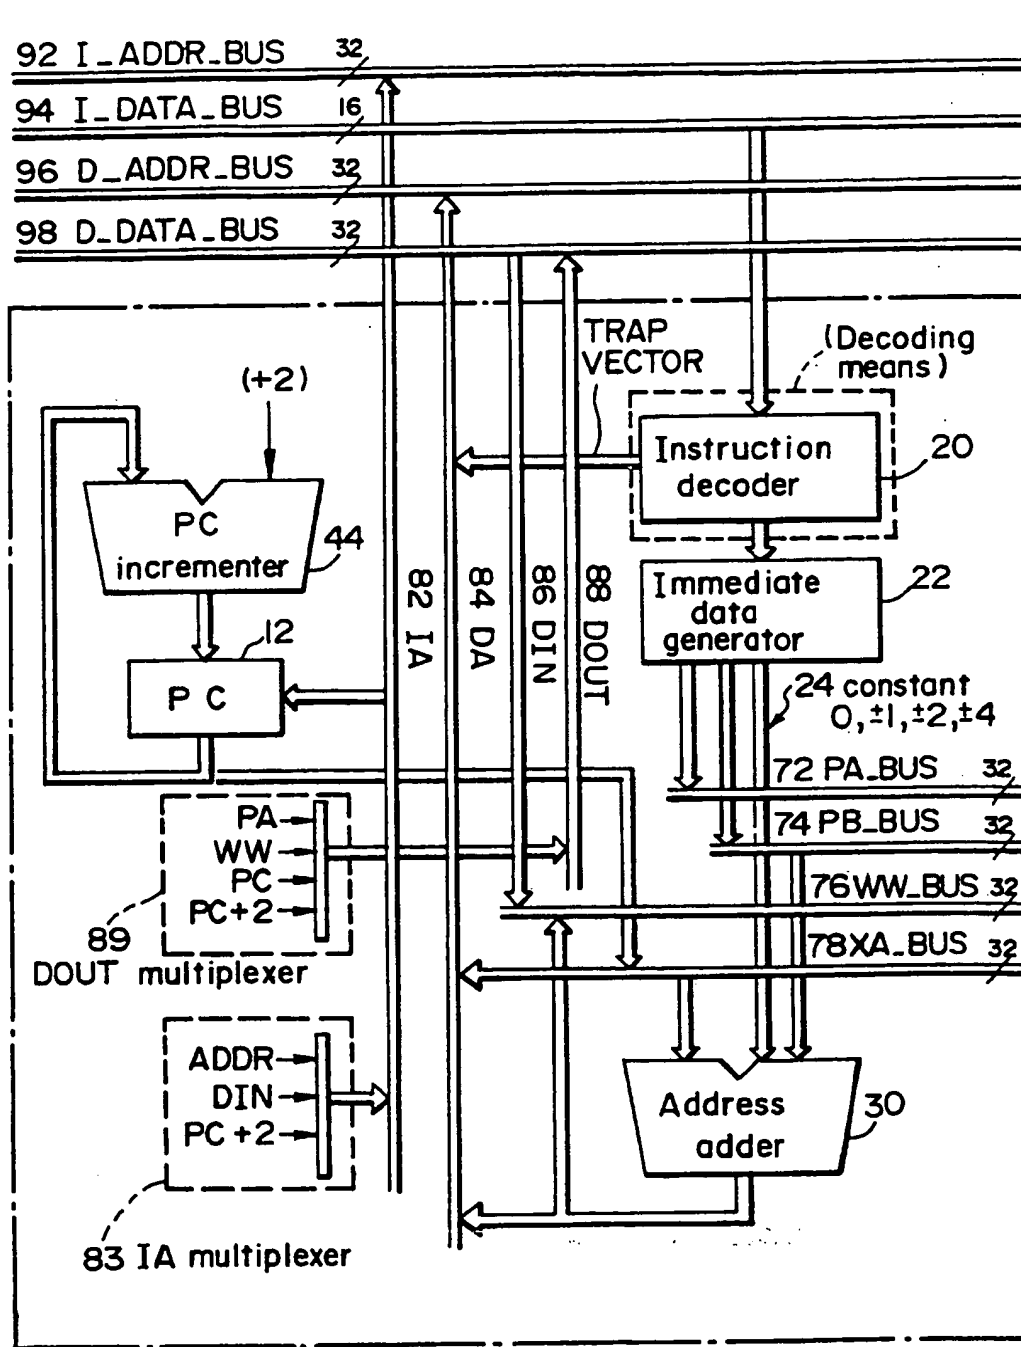 92 I_ADDR_BUS 32
94 I_DATA_BUS 16
96 D_ADDR_BUS 32
98 D_DATA_BUS 32
TRAP
VECTOR
(Decoding
means)
(+2)
Instruction
decoder
20
PC
incrementer
44
82 IA
84 DA
86 DIN
88 DOUT
Immediate
data
generator
22
12
PC
24 constant
0,±1,±2,±4
72 PA_BUS 32
74 PB_BUS 32
76 WW_BUS 32
78 XA_BUS 32
PA
WW
PC
PC+2
89
DOUT multiplexer
ADDR
DIN
PC+2
83 IA multiplexer
Address
adder
30